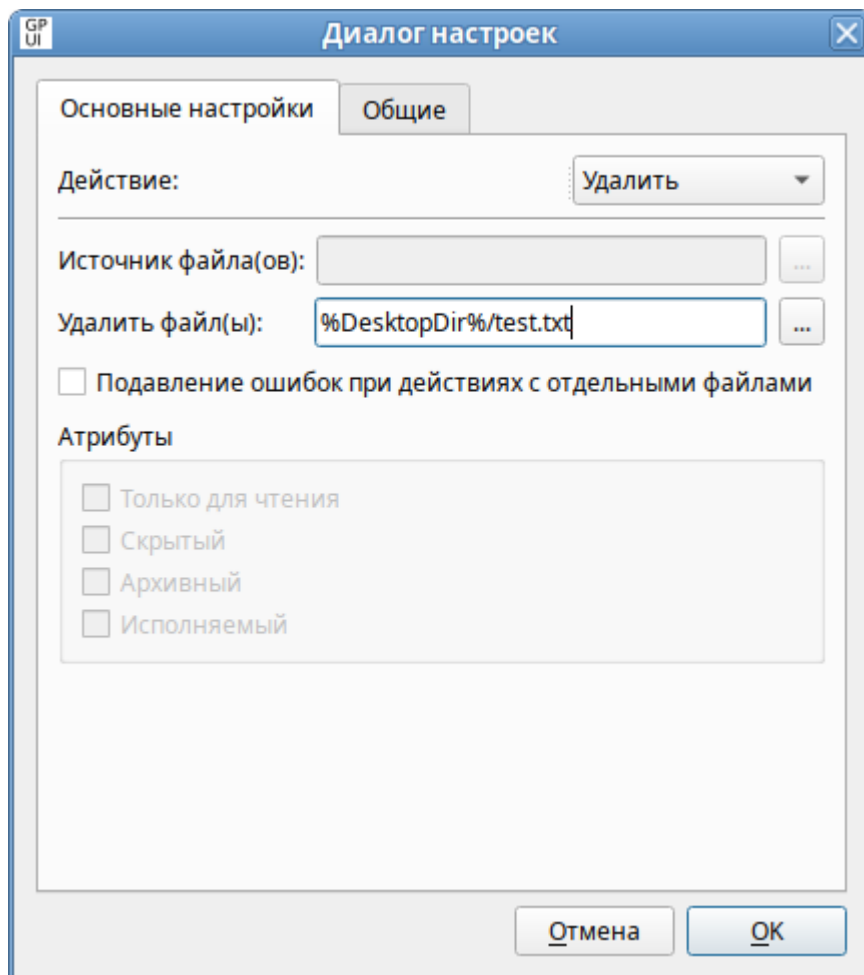 GP
UI
Диалог настроек
Основные настройки
Общие
Действие:
Удалить
Источник файла(ов):
...
Удалить файл(ы):
%DesktopDir%/test.txt
...
Подавление ошибок при действиях с отдельными файлами
Атрибуты
Только для чтения
Скрытый
Архивный
Исполняемый
Отмена
OK